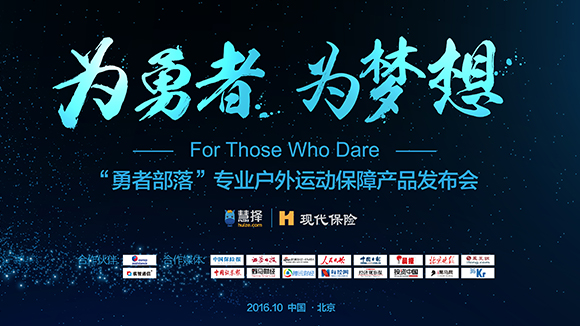 为勇者 为梦想
For Those Who Dare
“勇者部落”专业户外运动保障产品发布会
慧择 huize.com 现代保险
合作伙伴： 合作媒体： 中国保险报 人民政协
2016.10 中国·北京